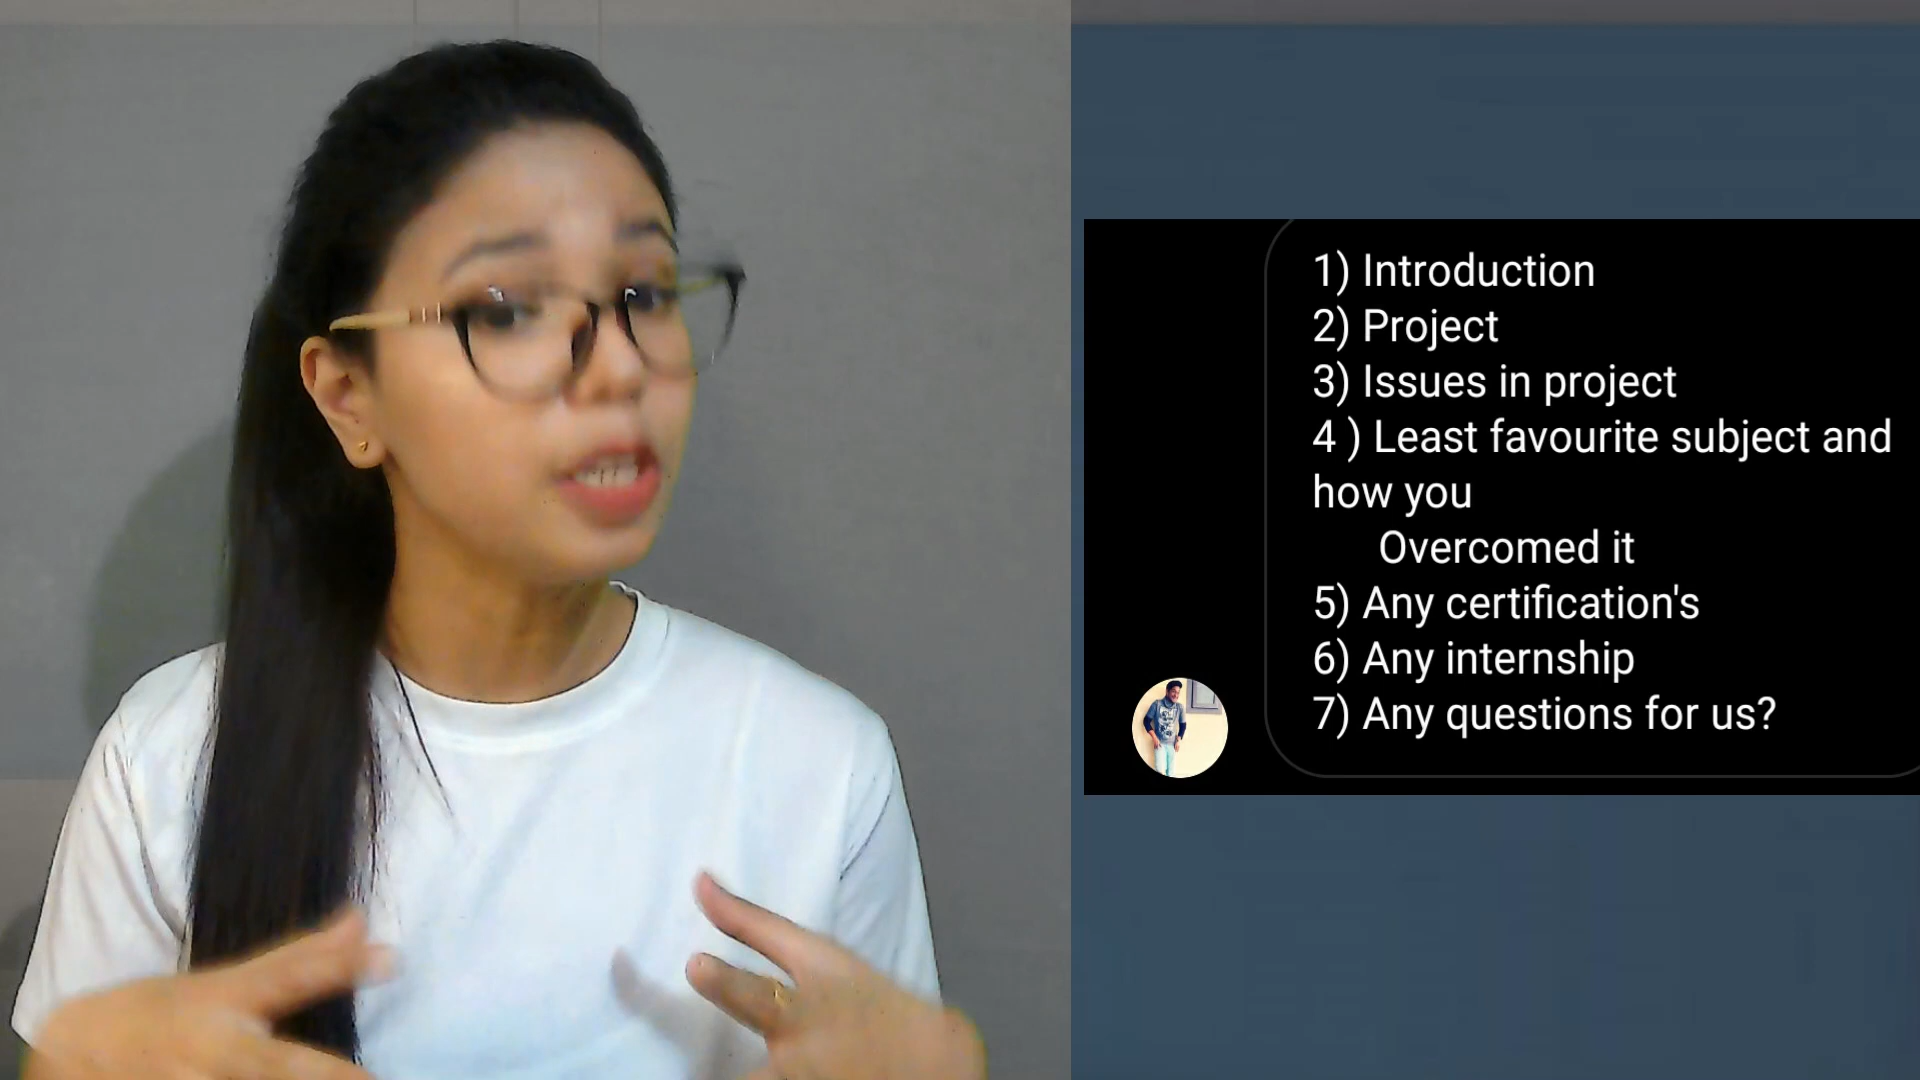 1) Introduction
2) Project
3) Issues in project
4 ) Least favourite subject and
how you
Overcomed it
5) Any certification's
6) Any internship
7) Any questions for us?